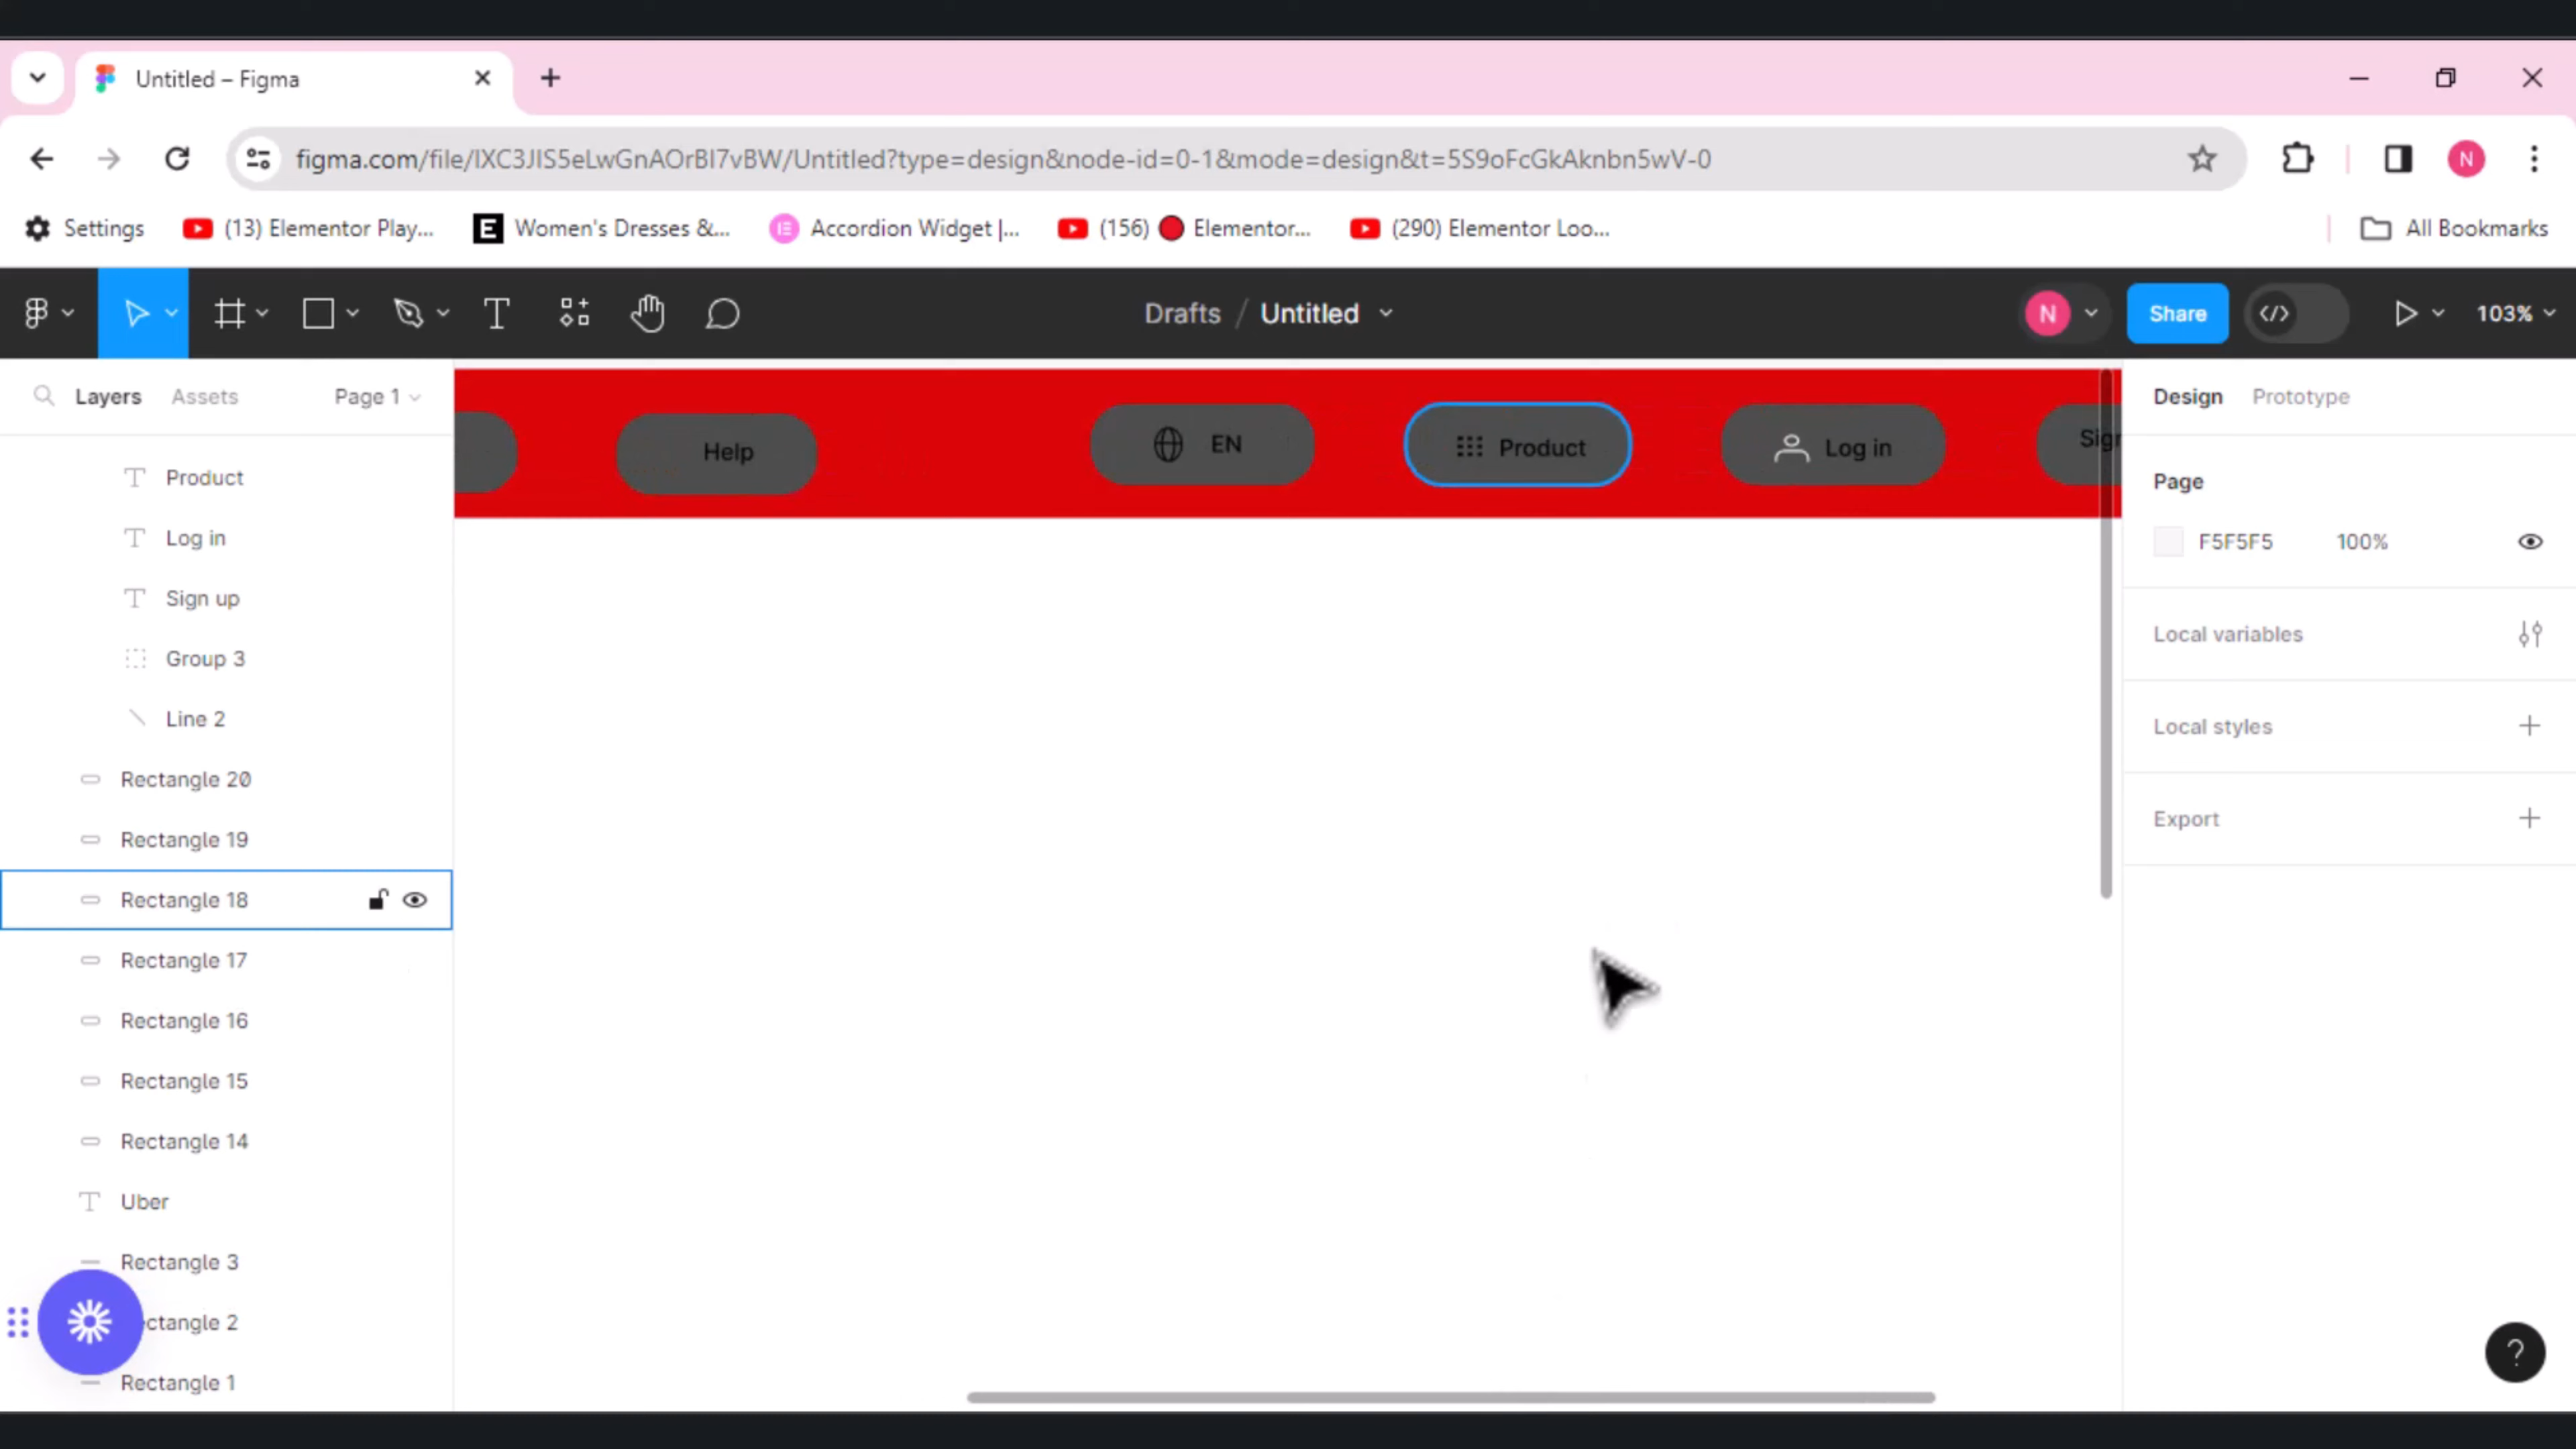 Untitled – Figma
figma.com/file/IXC3JIS5eLwGnAOrBI7vBW/Untitled?type=design&node-id=0-1&mode=design&t=5S9oFcGkAknbn5wV-0
N
Settings
(13) Elementor Play...
E
Women's Dresses &...
Accordion Widget |...
(156)
Elementor...
(290) Elementor Loo...
All Bookmarks
Drafts / Untitled
N
Share
103%
Layers
Assets
Page 1
Product
Log in
Sign up
Group 3
Line 2
Rectangle 20
Rectangle 19
Rectangle 18
Rectangle 17
Rectangle 16
Rectangle 15
Rectangle 14
Uber
Rectangle 3
ectangle 2
Rectangle 1
Help
EN
Product
Log in
Sign
Design
Prototype
Page
F5F5F5
100%
Local variables
Local styles
Export
?